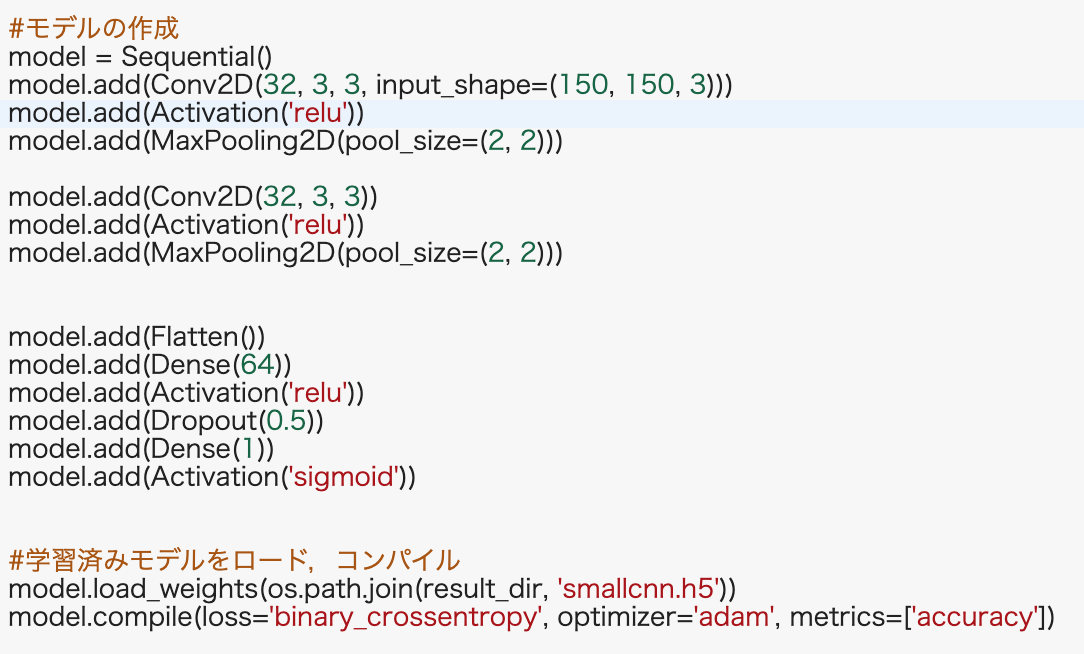 #モデルの作成
model = Sequential()
model.add(Conv2D(32, 3, 3, input_shape=(150, 150, 3)))
model.add(Activation('relu'))
model.add(MaxPooling2D(pool_size=(2, 2)))
model.add(Conv2D(32, 3, 3))
model.add(Activation('relu'))
model.add(MaxPooling2D(pool_size=(2, 2)))
model.add(Flatten())
model.add(Dense(64))
model.add(Activation('relu'))
model.add(Dropout(0.5))
model.add(Dense(1))
model.add(Activation('sigmoid'))
#学習済みモデルをロード，コンパイル
model.load_weights(os.path.join(result_dir, 'smallcnn.h5'))
model.compile(loss='binary_crossentropy', optimizer='adam', metrics=['accuracy'])